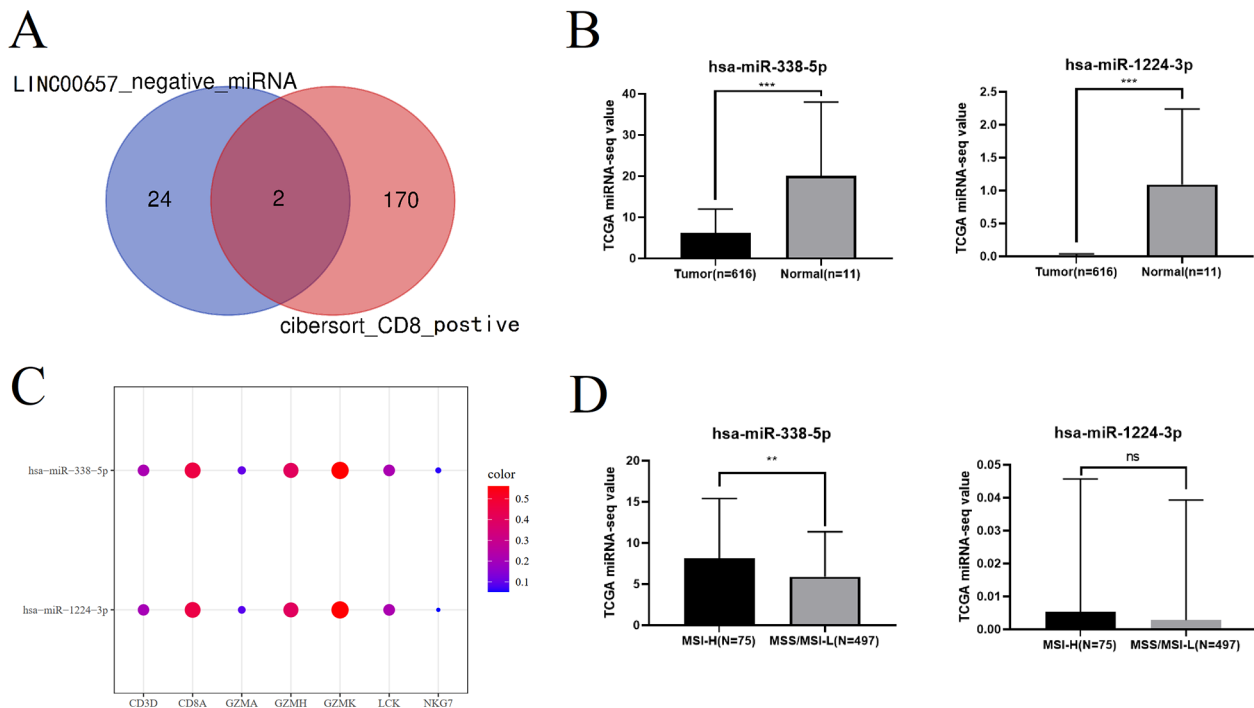 A
LINC00657_negative_miRNA
24
2
170
cibersort_CD8_postive
B
hsa-miR-338-5p
***
TCGA miRNA-seq value
40
30
20
10
0
Tumor(n=616)
Normal(n=11)
hsa-miR-1224-3p
***
TCGA miRNA-seq value
2.5
2.0
1.5
1.0
0.5
0.0
Tumor(n=616)
Normal(n=11)
C
hsa-miR-338-5p
hsa-miR-1224-3p
CD3D
CD8A
GZMA
GZMH
GZMK
LCK
NKG7
color
0.5
0.4
0.3
0.2
0.1
D
hsa-miR-338-5p
**
TCGA miRNA-seq value
20
15
10
5
0
MSI-H(N=75)
MSS/MSI-L(N=497)
hsa-miR-1224-3p
ns
TCGA miRNA-seq value
0.05
0.04
0.03
0.02
0.01
0.00
MSI-H(N=75)
MSS/MSI-L(N=497)